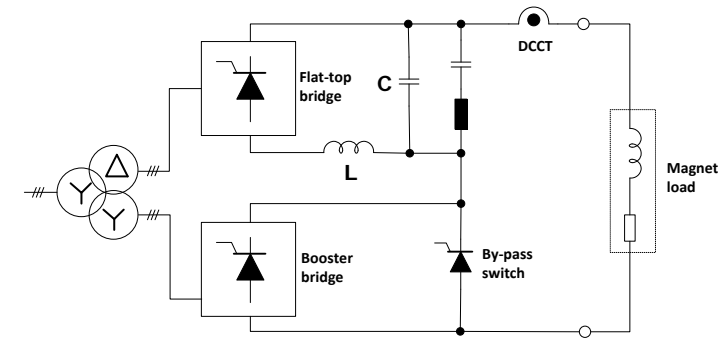 DCCT
Flat-top
bridge
C
L
Magnet
load
Booster
bridge
By-pass
switch